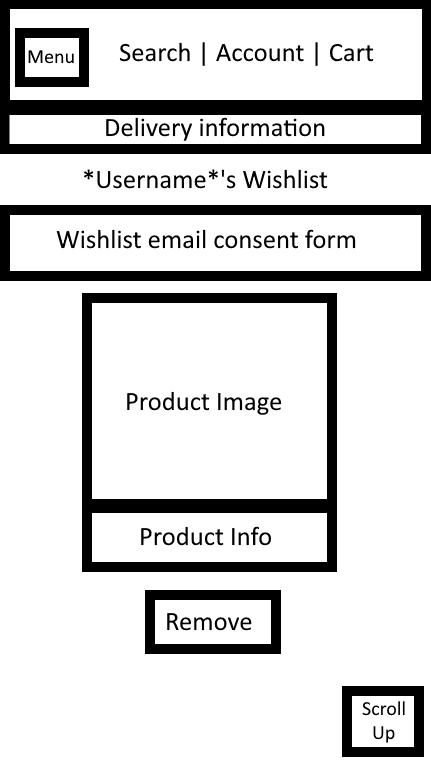 Menu
Search | Account | Cart
Delivery information
*Username*'s Wishlist
Wishlist email consent form
Product Image
Product Info
Remove
Scroll
Up